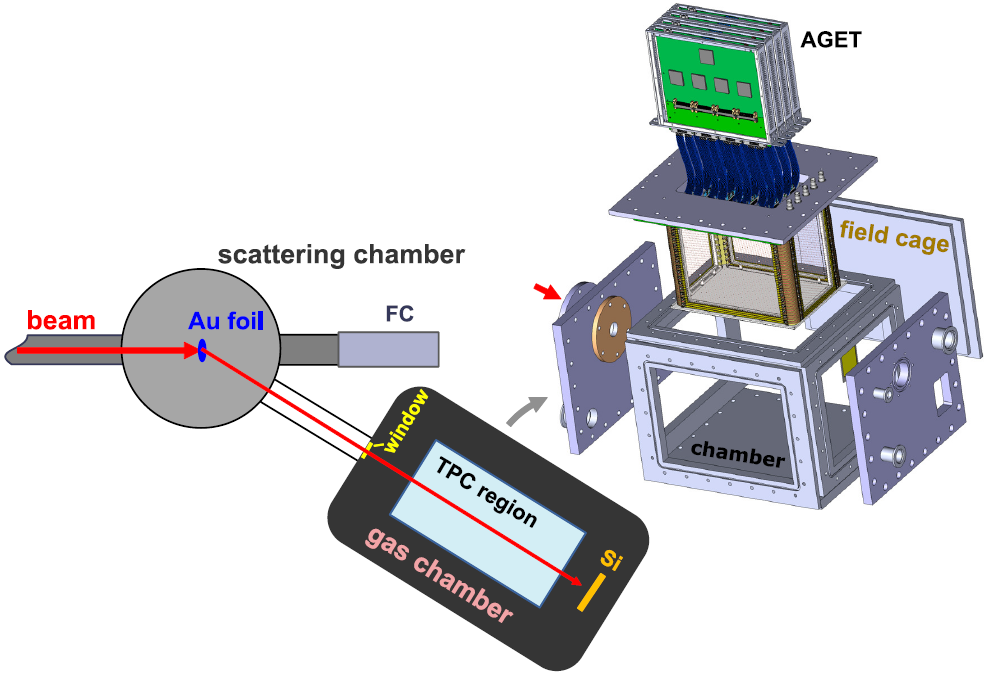 AGET
field cage
scattering chamber
beam
Au foil
FC
window
chamber
TPC region
Si
gas chamber